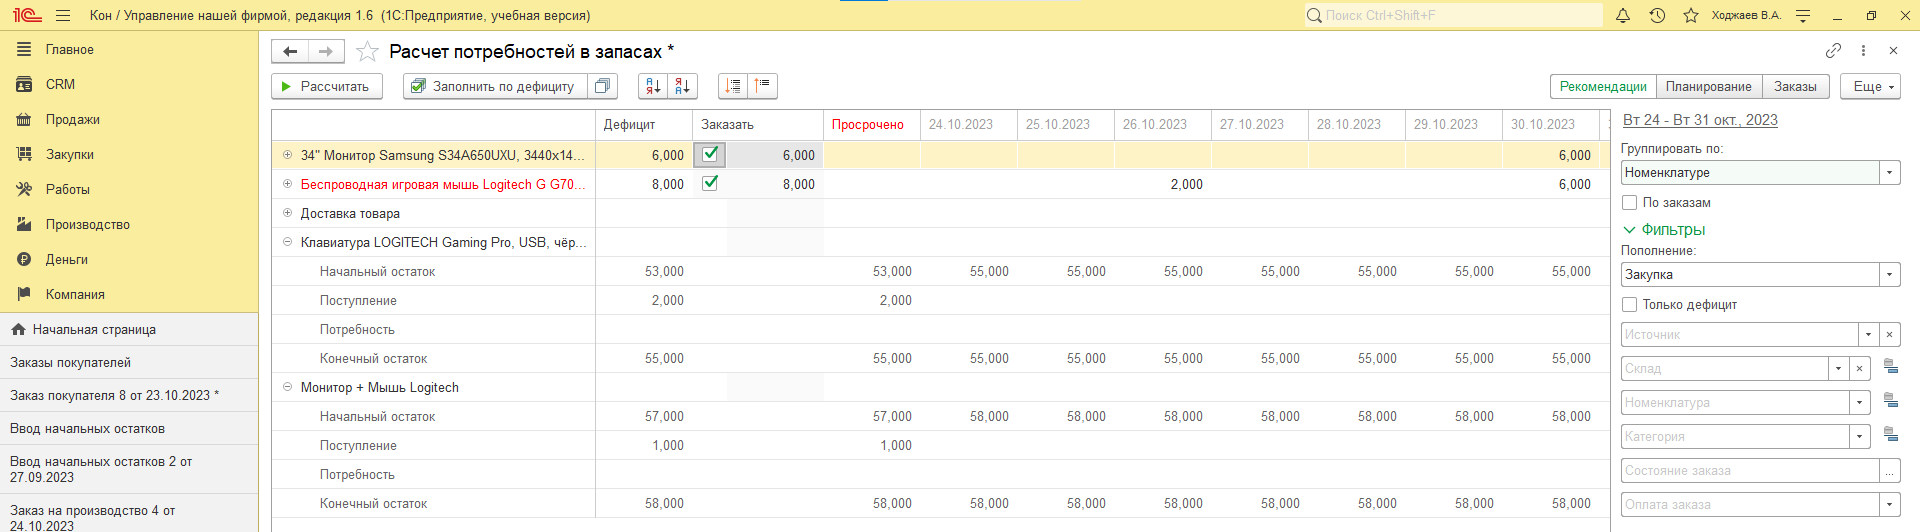 1С Кон / Управление нашей фирмой, редакция 1.6 (1С:Предприятие, учебная версия) Поиск Ctrl+Shift+F Ходжаев В.А.
Главное
CRM
Продажи
Закупки
Работы
Производство
Деньги
Компания
Начальная страница
Заказы покупателей
Заказ покупателя 8 от 23.10.2023 *
Ввод начальных остатков
Ввод начальных остатков 2 от
27.09.2023
Заказ на производство 4 от
24.10.2023
Расчет потребностей в запасах *
Рассчитать Заполнить по дефициту Рекомендации Планирование Заказы Еще
Дефицит Заказать Просрочено 24.10.2023 25.10.2023 26.10.2023 27.10.2023 28.10.2023 29.10.2023 30.10.2023
34" Монитор Samsung S34A650UXU, 3440x14... 6,000 6,000 6,000
Беспроводная игровая мышь Logitech G G70... 8,000 8,000 2,000 6,000
Доставка товара
Клавиатура LOGITECH Gaming Pro, USB, чёр...
Начальный остаток 53,000 53,000 55,000 55,000 55,000 55,000 55,000 55,000 55,000
Поступление 2,000 2,000
Потребность
Конечный остаток 55,000 55,000 55,000 55,000 55,000 55,000 55,000 55,000 55,000
Монитор + Мышь Logitech
Начальный остаток 57,000 57,000 58,000 58,000 58,000 58,000 58,000 58,000 58,000
Поступление 1,000 1,000
Потребность
Конечный остаток 58,000 58,000 58,000 58,000 58,000 58,000 58,000 58,000 58,000
Вт 24 - Вт 31 окт., 2023
Группировать по:
Номенклатуре
По заказам
Фильтры
Пополнение:
Закупка
Только дефицит
Источник
Склад
Номенклатура
Категория
Состояние заказа ...
Оплата заказа